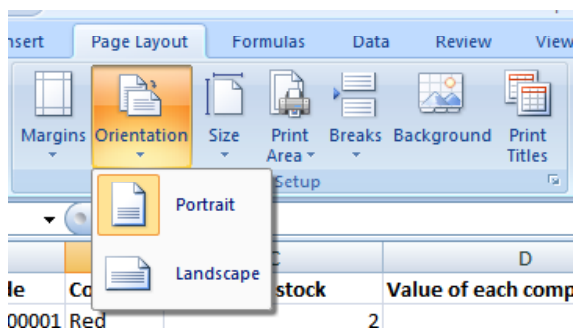 nsert Page Layout Formulas Data Review View
Margins Orientation Size Print Area Breaks Background Print Titles
Setup
Portrait
Landscape
D
de Co stock Value of each comp
00001 Red 2